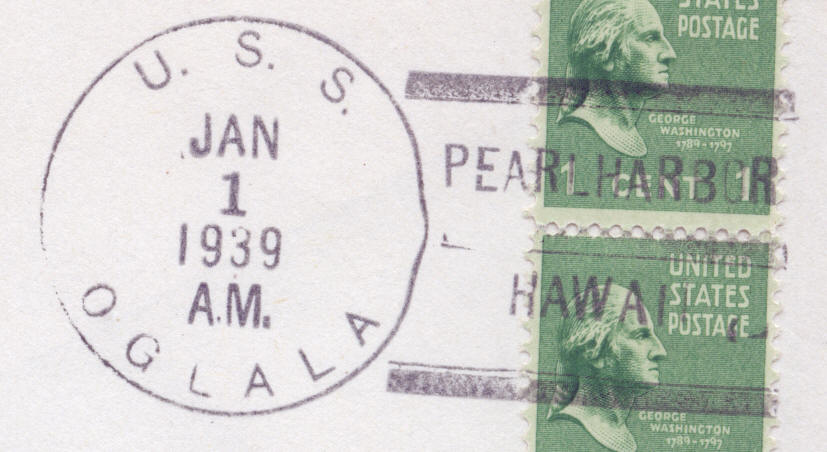 U. S. S.
JAN
1
1939
A.M.
OGLALA
PEARL HARBOR
HAWAI
STATES
POSTAGE
GEORGE
WASHINGTON
1789-1797
1 CENT 1
UNITED
STATES
POSTAGE
GEORGE
WASHINGTON
1789-1797